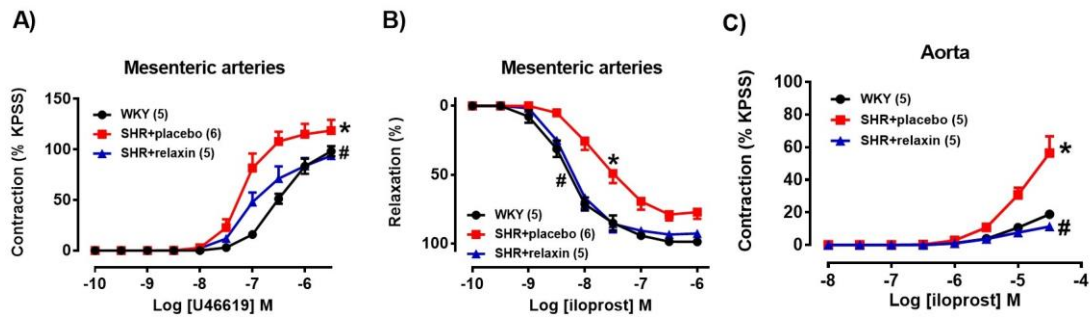 A)
Mesenteric arteries
Contraction (% KPSS)
150
100
50
0
WKY (5)
SHR+placebo (6)
SHR+relaxin (5)
*
#
-10 -9 -8 -7 -6
Log [U46619] M
B)
Mesenteric arteries
Relaxation (%)
0
50
100
*
#
WKY (5)
SHR+placebo (6)
SHR+relaxin (5)
-10 -9 -8 -7 -6
Log [iloprost] M
C)
Aorta
Contraction (% KPSS)
100
80
60
40
20
0
WKY (5)
SHR+placebo (5)
SHR+relaxin (5)
*
#
-8 -7 -6 -5 -4
Log [iloprost] M